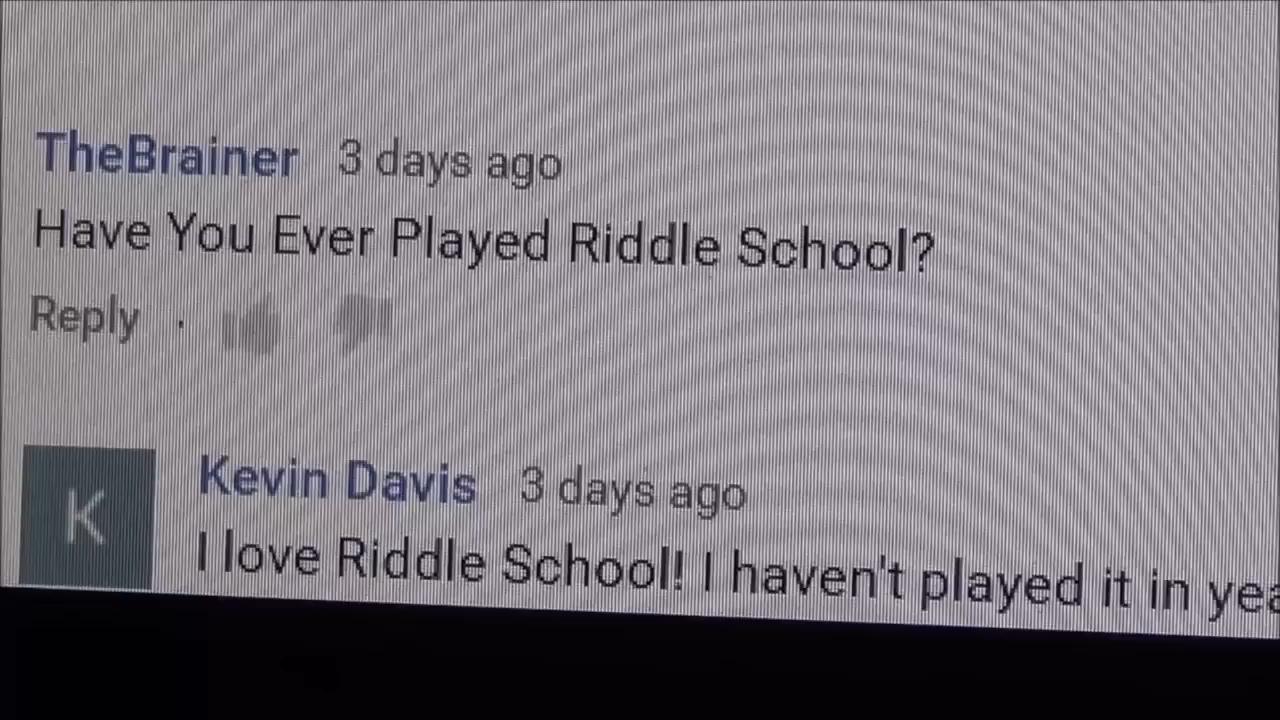 TheBrainer 3 days ago
Have You Ever Played Riddle School?
Reply ·
K
Kevin Davis 3 days ago
I love Riddle School! I haven't played it in yea